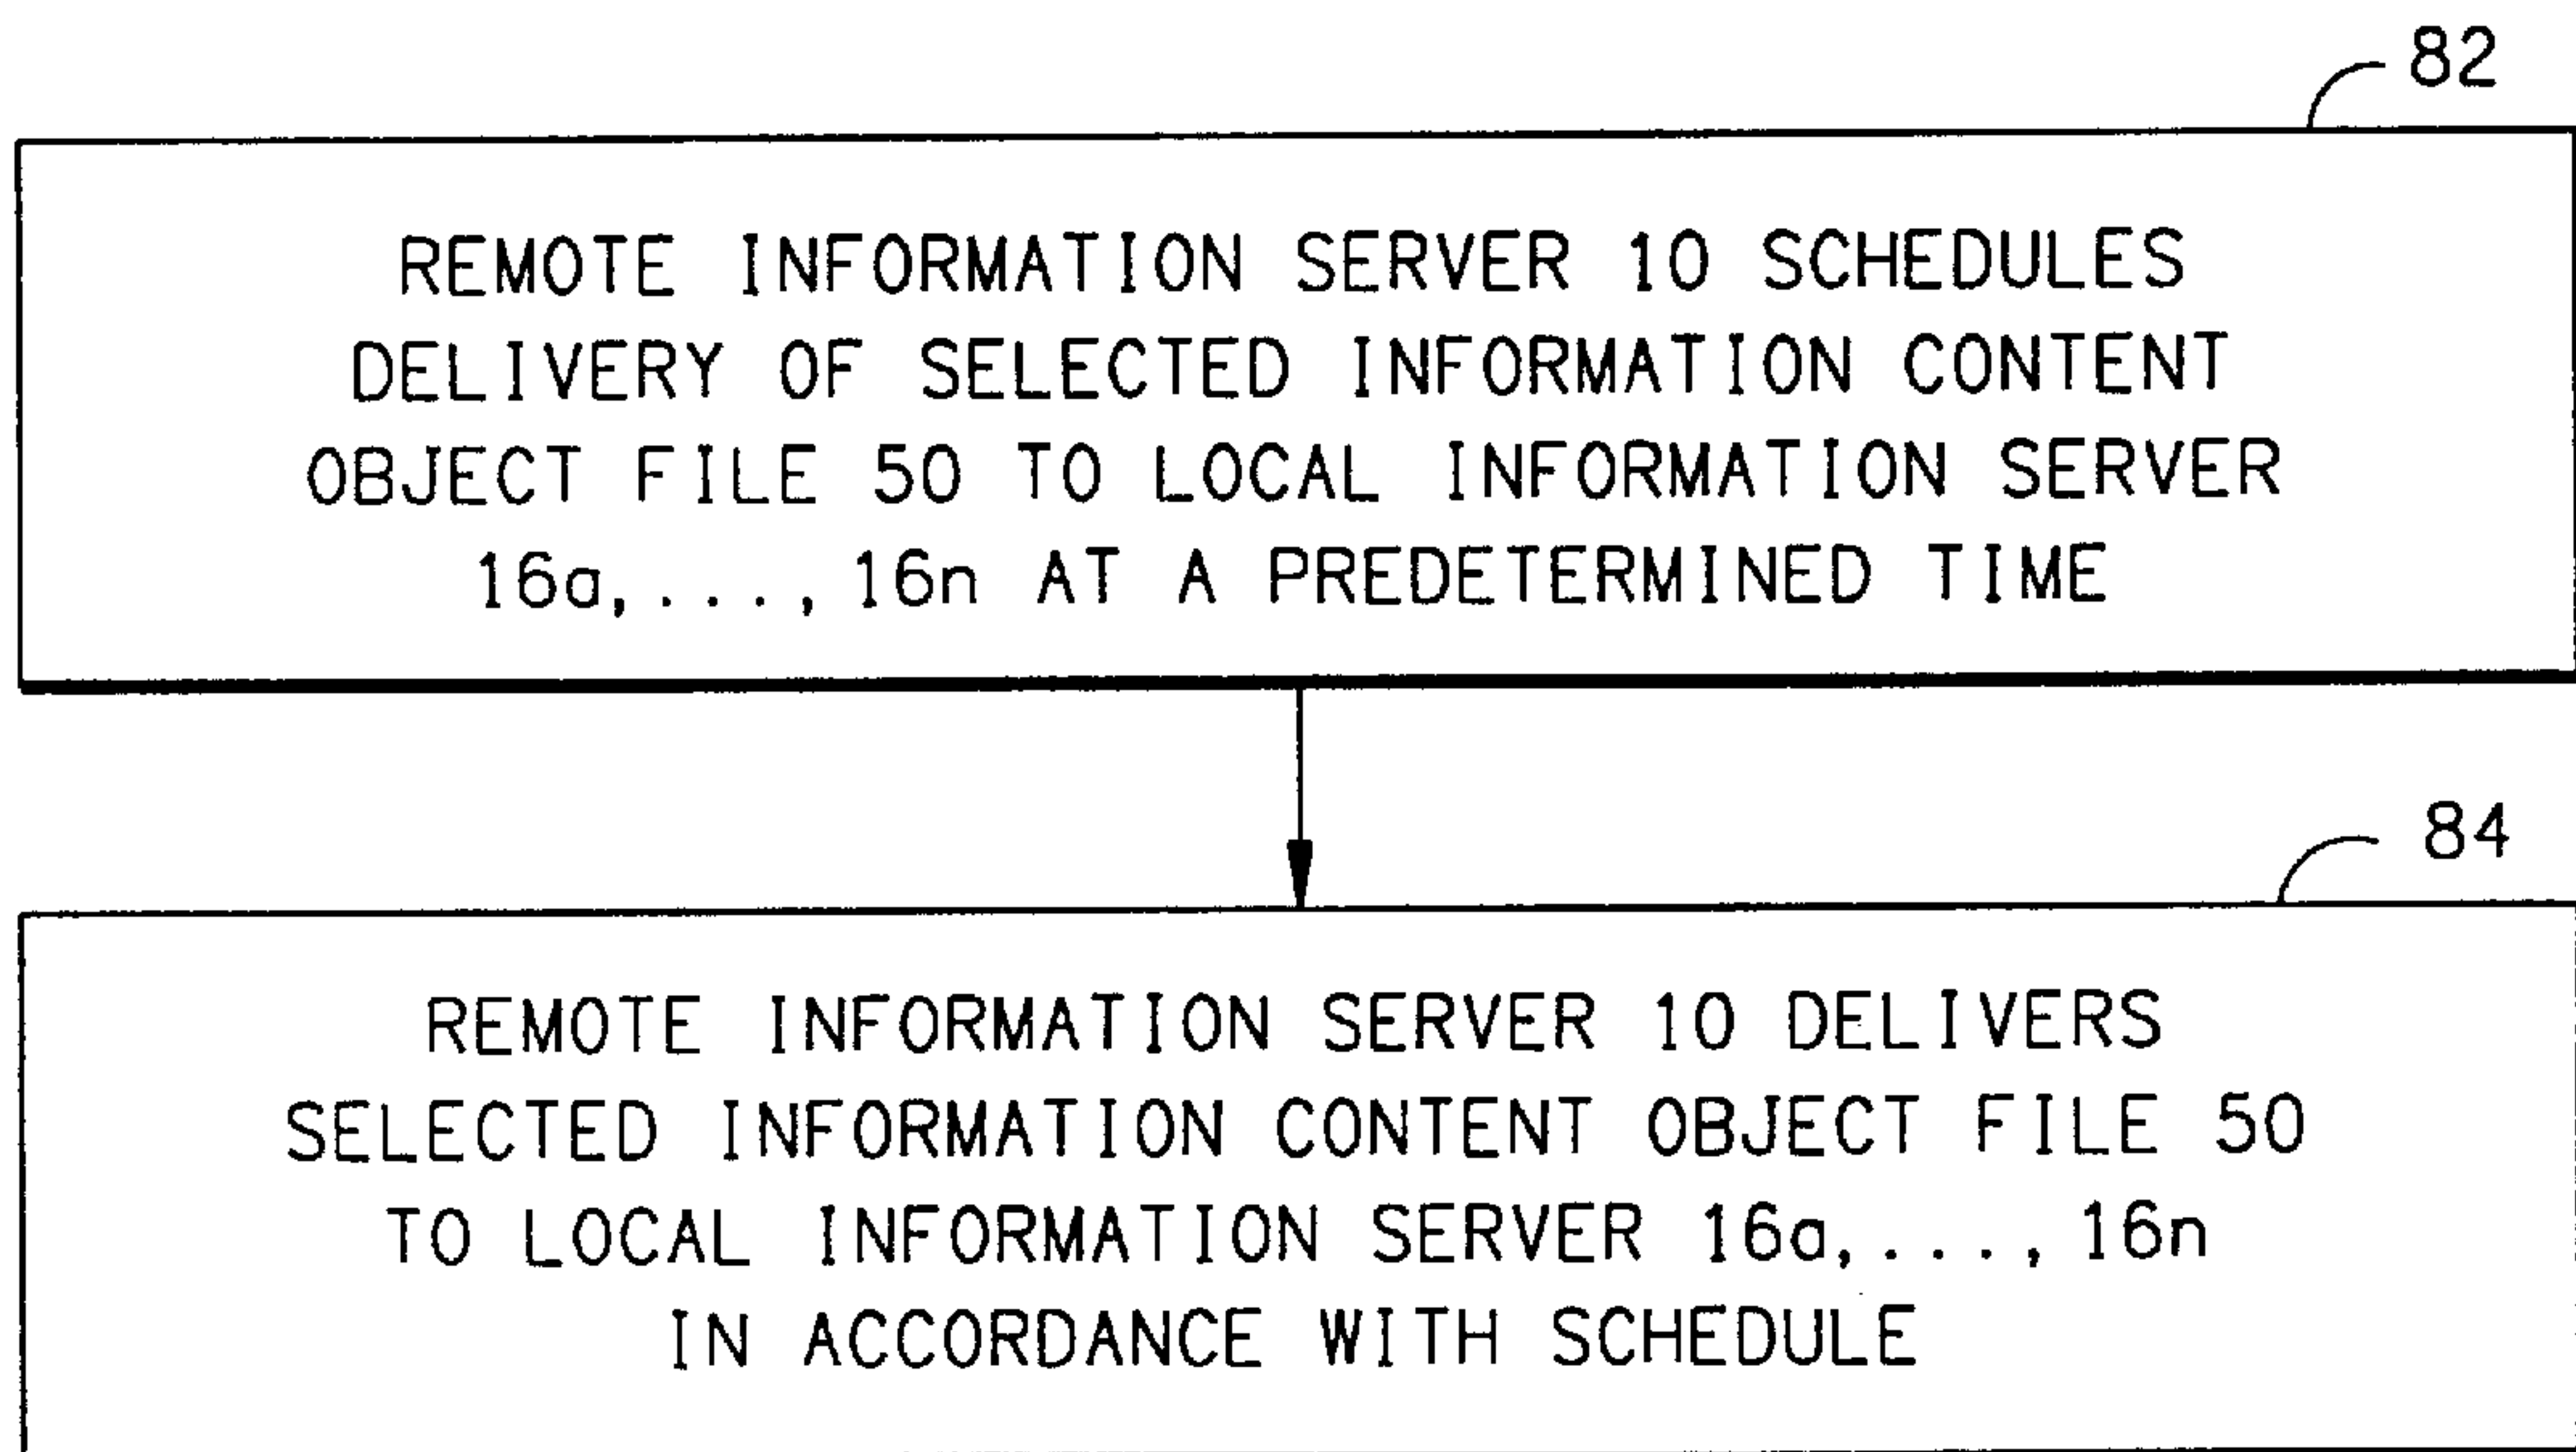 82
REMOTE INFORMATION SERVER 10 SCHEDULES
DELIVERY OF SELECTED INFORMATION CONTENT
OBJECT FILE 50 TO LOCAL INFORMATION SERVER
16a,..., 16n AT A PREDETERMINED TIME
84
REMOTE INFORMATION SERVER 10 DELIVERS
SELECTED INFORMATION CONTENT OBJECT FILE 50
TO LOCAL INFORMATION SERVER 16a,..., 16n
IN ACCORDANCE WITH SCHEDULE